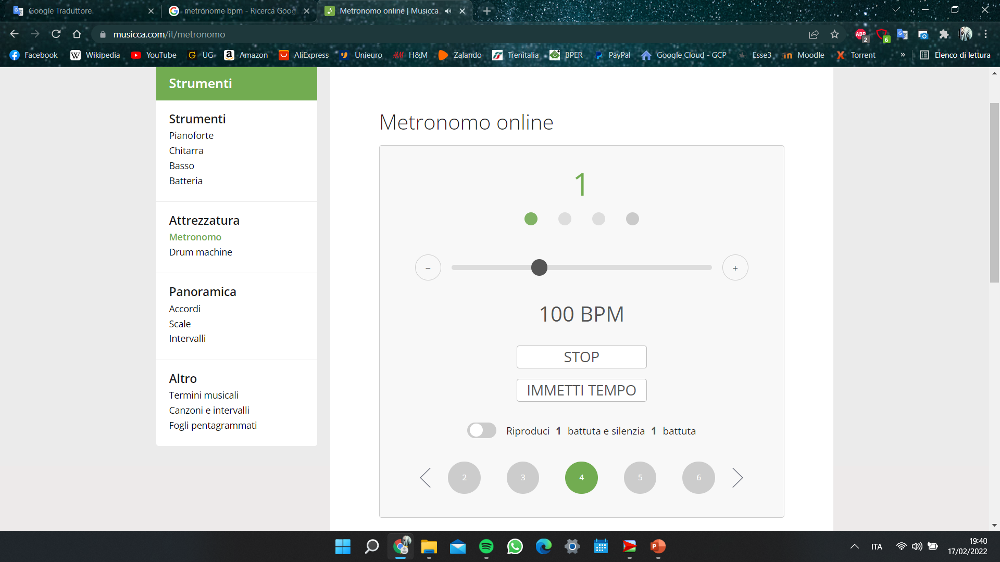 Google Traduttore
metronome bpm - Ricerca Goog
Metronomo online | Musicca
musicca.com/it/metronomo
ABP
2
6
Facebook
Wikipedia
YouTube
UG
Amazon
AliExpress
Unieuro
H&M
Zalando
Trenitalia
BPER
PayPal
Google Cloud - GCP
Esse3
Moodle
Torrent
»
Elenco di lettura
Strumenti
Strumenti
Pianoforte
Chitarra
Basso
Batteria
Attrezzatura
Metronomo
Drum machine
Panoramica
Accordi
Scale
Intervalli
Altro
Termini musicali
Canzoni e intervalli
Fogli pentagrammati
Metronomo online
1
−
+
100 BPM
STOP
IMMETTI TEMPO
Riproduci 1 battuta e silenzia 1 battuta
2
3
4
5
6
ITA
19:40
17/02/2022